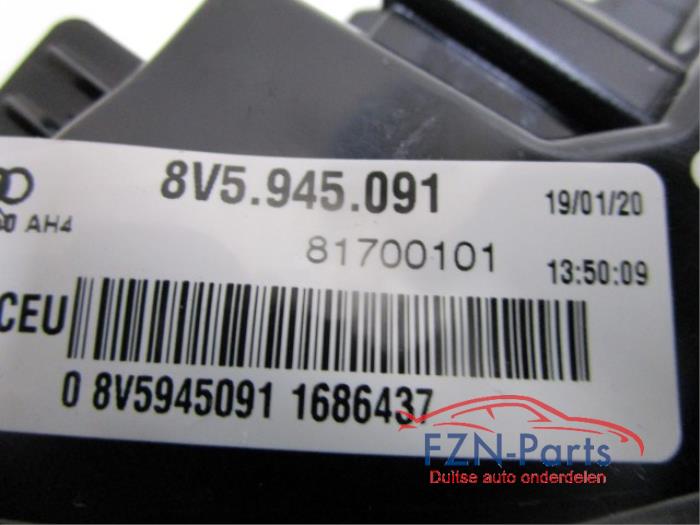 8V5.945.091
19/01/20
AH4
81700101
13:50:09
CEU
0 8V5945091 1686437
FZN-Parts
Duitse auto onderdelen